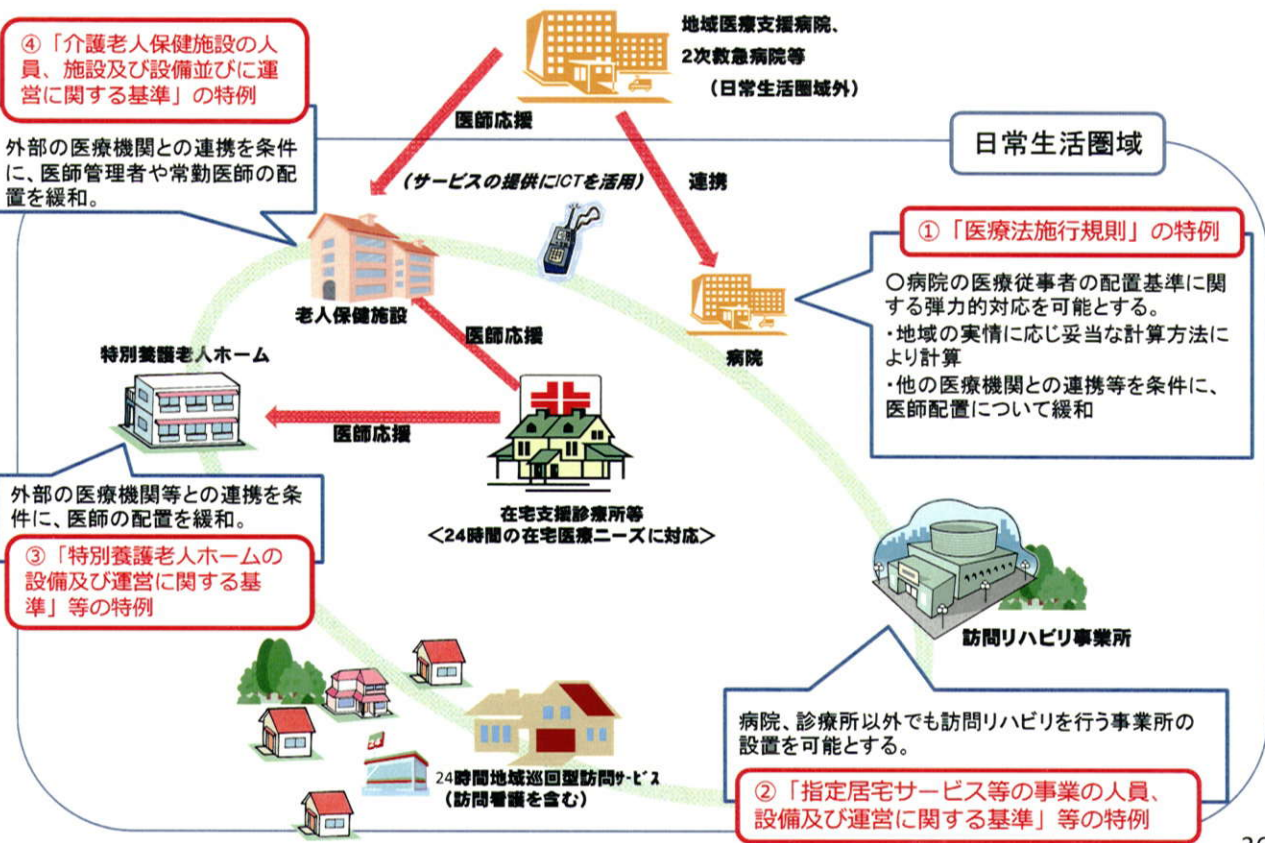 ④「介護老人保健施設の人
員、施設及び設備並びに運
営に関する基準」の特例
外部の医療機関との連携を条件
に、医師管理者や常勤医師の配
置を緩和。
地域医療支援病院、
2次救急病院等
（日常生活圏域外）
日常生活圏域
医師応援
（サービスの提供にICTを活用）
連携
①「医療法施行規則」の特例
〇病院の医療従事者の配置基準に関
する弾力的対応を可能とする。
・地域の実情に応じ妥当な計算方法に
より計算
・他の医療機関との連携等を条件に、
医師配置について緩和
老人保健施設
病院
医師応援
特別養護老人ホーム
医師応援
在宅支援診療所等
＜24時間の在宅医療ニーズに対応＞
外部の医療機関等との連携を条
件に、医師の配置を緩和。
③「特別養護老人ホームの
設備及び運営に関する基
準」等の特例
訪問リハビリ事業所
病院、診療所以外でも訪問リハビリを行う事業所の
設置を可能とする。
②「指定居宅サービス等の事業の人員、
設備及び運営に関する基準」等の特例
24時間地域巡回型訪問ｻｰﾋﾞｽ
（訪問看護を含む）